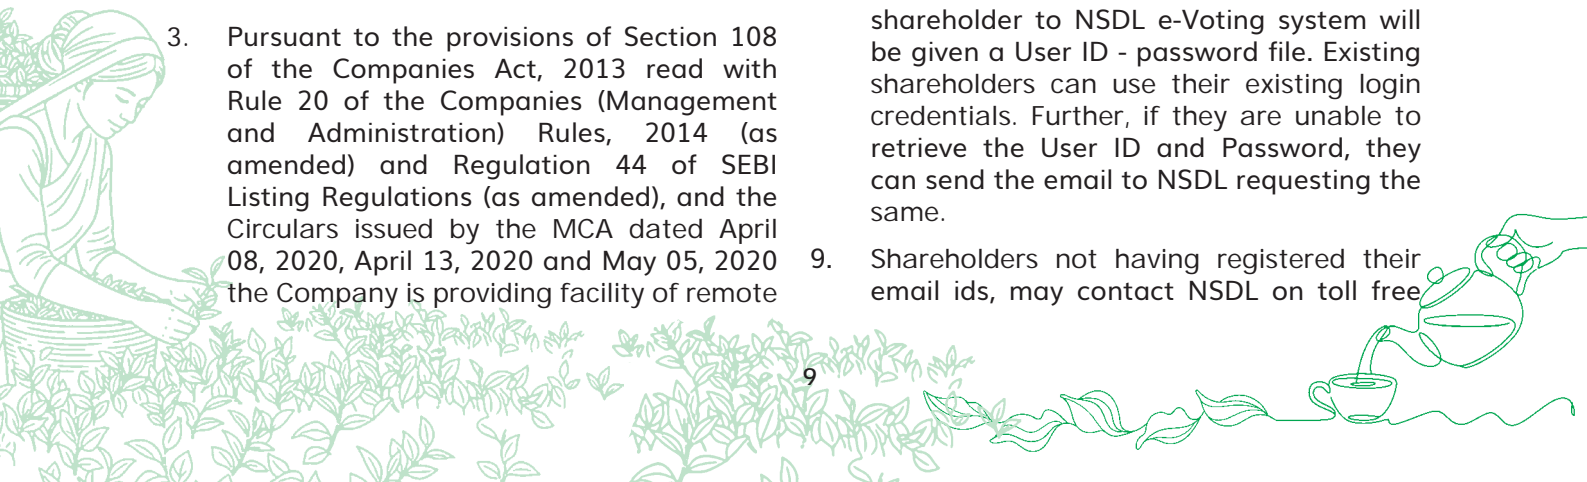 3. Pursuant to the provisions of Section 108
of the Companies Act, 2013 read with
Rule 20 of the Companies (Management
and Administration) Rules, 2014 (as
amended) and Regulation 44 of SEBI
Listing Regulations (as amended), and the
Circulars issued by the MCA dated April
08, 2020, April 13, 2020 and May 05, 2020
the Company is providing facility of remote
shareholder to NSDL e-Voting system will
be given a User ID - password file. Existing
shareholders can use their existing login
credentials. Further, if they are unable to
retrieve the User ID and Password, they
can send the email to NSDL requesting the
same.
9. Shareholders not having registered their
email ids, may contact NSDL on toll free
9